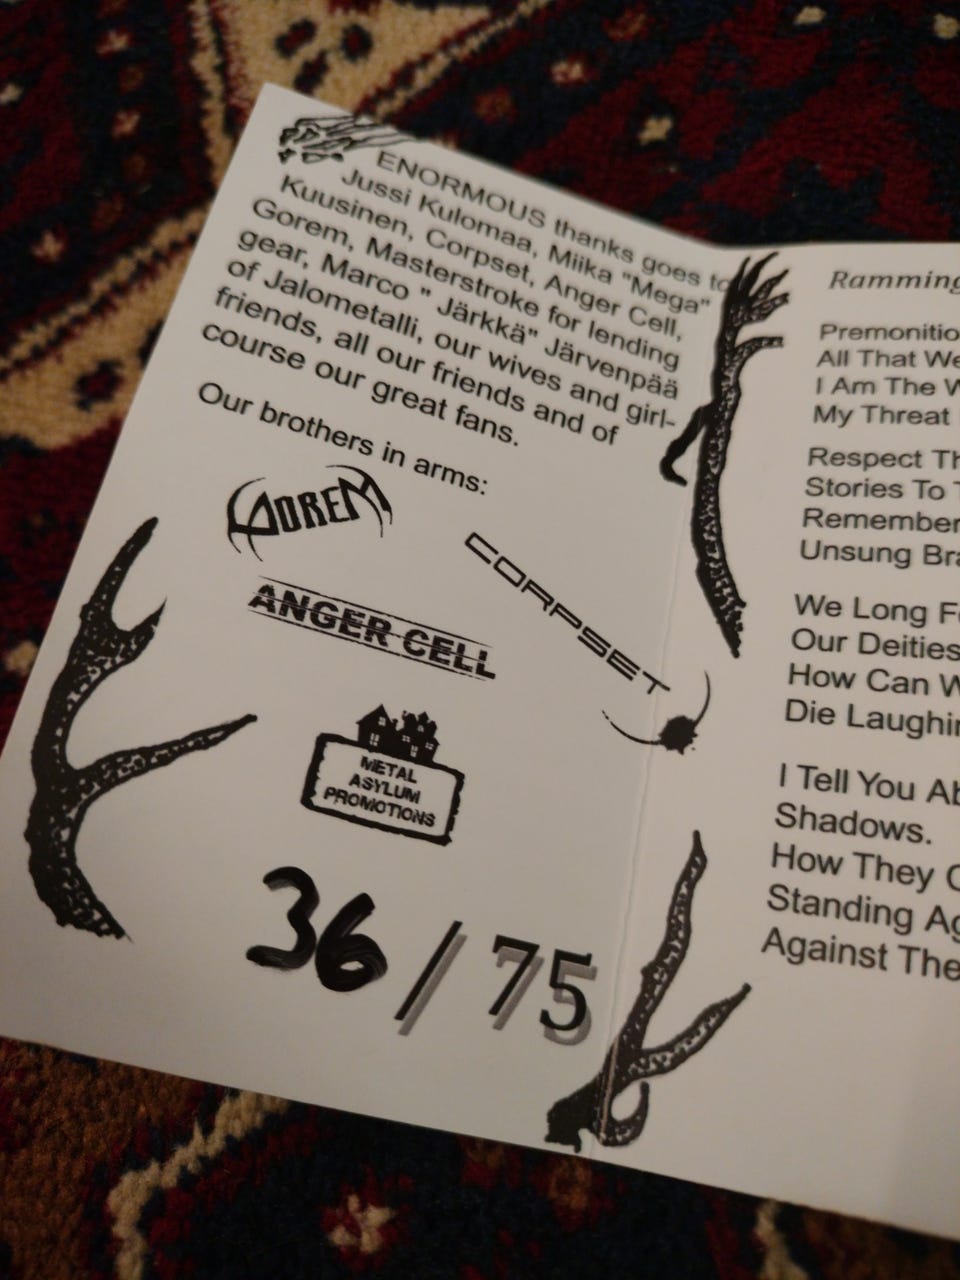 ENORMOUS thanks goes to
Jussi Kulomaa, Miika "Mega"
Kuusinen, Corpset, Anger Cell,
Gorem, Masterstroke for lending
gear, Marco " Järkkä" Järvenpää
of Jalometalli, our wives and girl-
friends, all our friends and of
course our great fans.
Our brothers in arms:
GOREM
CORPSET
ANGER CELL
METAL
ASYLUM
PROMOTIONS
36 / 75
Ramming
Premonitio
All That We
I Am The W
My Threat
Respect Th
Stories To T
Remember
Unsung Bra
We Long Fo
Our Deities
How Can W
Die Laughin
I Tell You Ab
Shadows.
How They C
Standing Ag
Against The